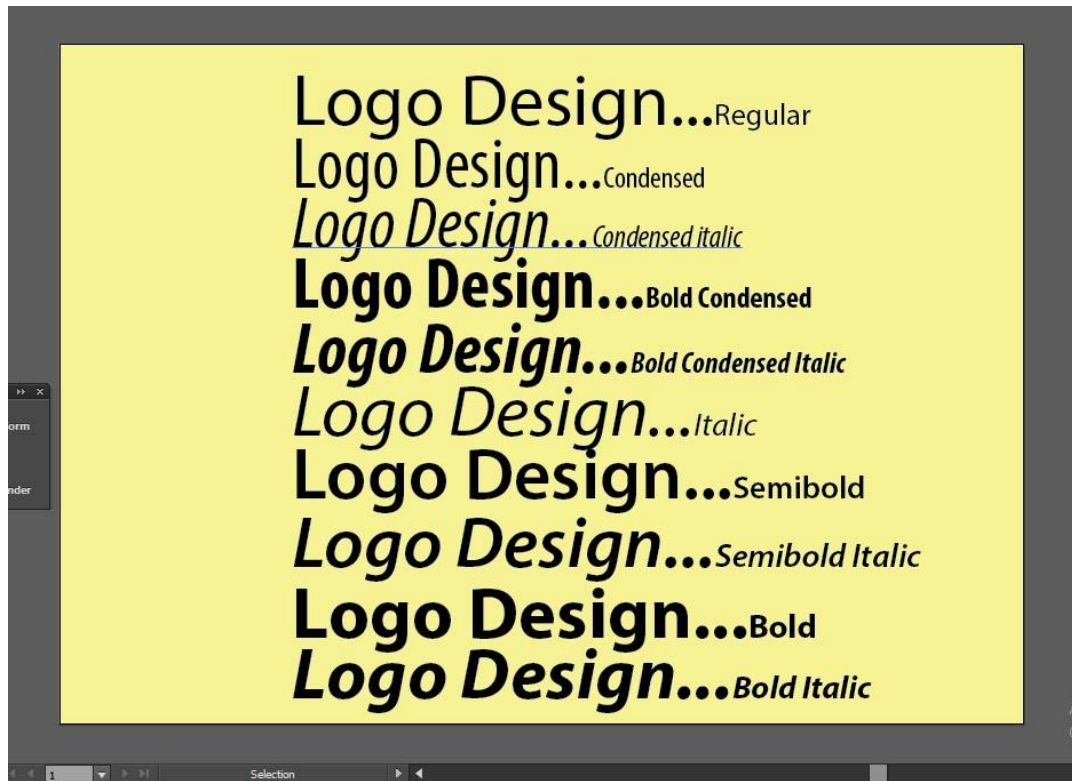 Logo Design...Regular
Logo Design...Condensed
Logo Design...Condensed italic
Logo Design...Bold Condensed
Logo Design...Bold Condensed Italic
Logo Design...Italic
Logo Design...Semibold
Logo Design...Semibold Italic
Logo Design...Bold
Logo Design...Bold Italic
orm
nder
1
Selection